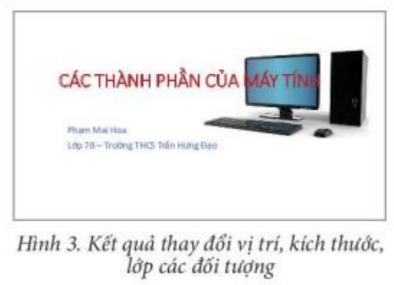 CÁC THÀNH PHẦN CỦA MÁY TÍNH
Phạm Mai Hoa
Lớp 7B – Trường THCS Trần Hưng Đạo
Hình 3. Kết quả thay đổi vị trí, kích thước,
lớp các đối tượng